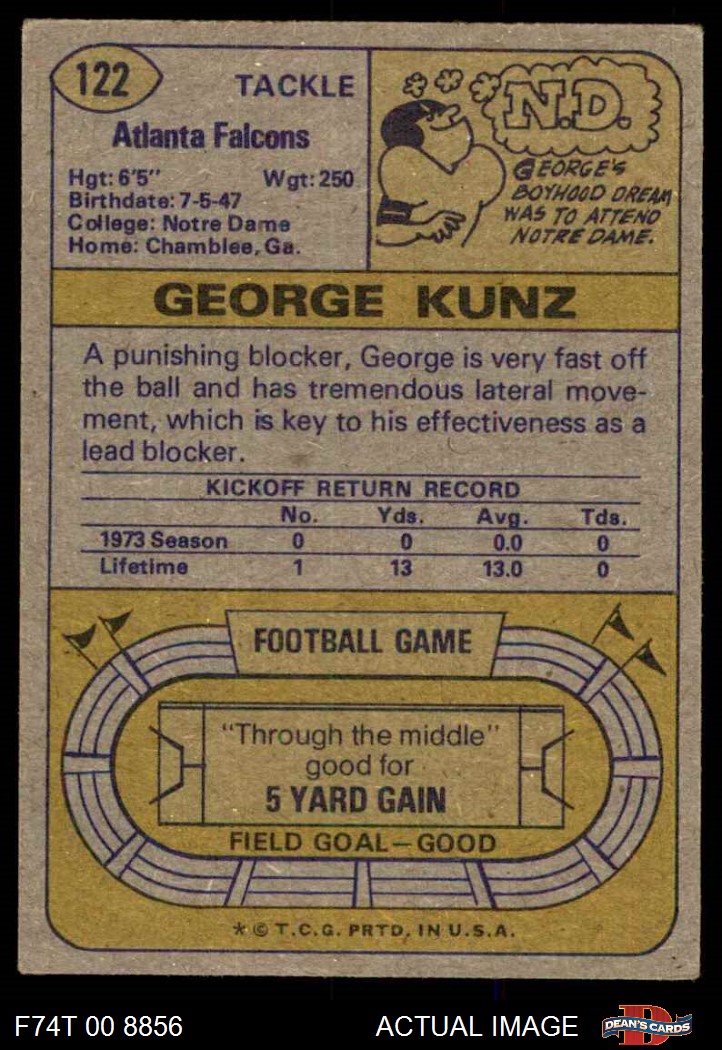 122
TACKLE
Atlanta Falcons
Hgt: 6'5" Wgt: 250
Birthdate: 7-5-47
College: Notre Dame
Home: Chamblee, Ga.
N.D.
GEORGE'S
BOYHOOD DREAM
WAS TO ATTEND
NOTRE DAME.
GEORGE KUNZ
A punishing blocker, George is very fast off
the ball and has tremendous lateral move-
ment, which is key to his effectiveness as a
lead blocker.
KICKOFF RETURN RECORD
No. Yds. Avg. Tds.
1973 Season 0 0 0.0 0
Lifetime 1 13 13.0 0
FOOTBALL GAME
"Through the middle"
good for
5 YARD GAIN
FIELD GOAL—GOOD
* © T.C.G. PRTD. IN U.S.A.
F74T 00 8856 ACTUAL IMAGE
D
DEAN'S CARDS